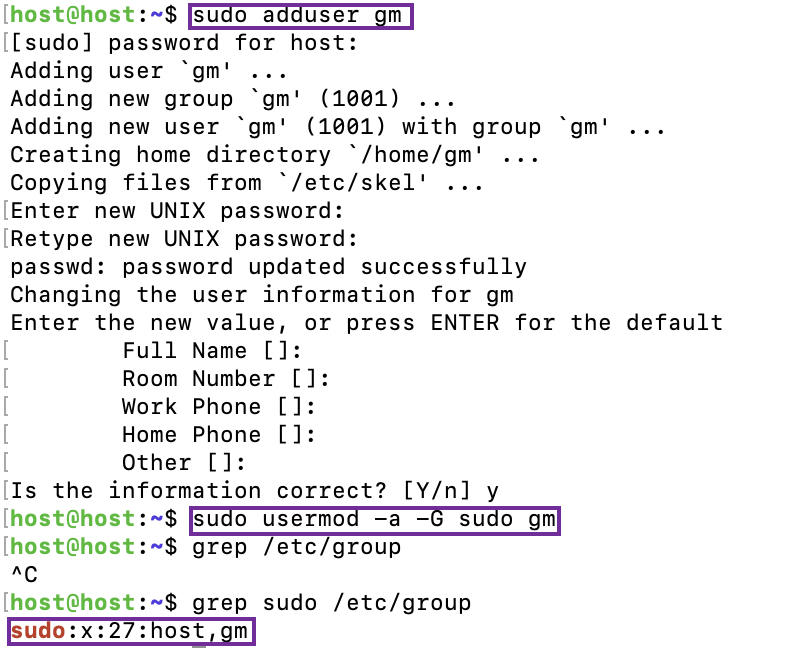 [host@host:~$ sudo adduser gm
[[sudo] password for host:
Adding user `gm' ...
Adding new group `gm' (1001) ...
Adding new user `gm' (1001) with group `gm' ...
Creating home directory `/home/gm' ...
Copying files from `/etc/skel' ...
[Enter new UNIX password:
[Retype new UNIX password:
passwd: password updated successfully
Changing the user information for gm
Enter the new value, or press ENTER for the default
[        Full Name []:
[        Room Number []:
[        Work Phone []:
[        Home Phone []:
[        Other []:
[Is the information correct? [Y/n] y
[host@host:~$ sudo usermod –a –G sudo gm
[host@host:~$ grep /etc/group
^C
[host@host:~$ grep sudo /etc/group
sudo:x:27:host,gm